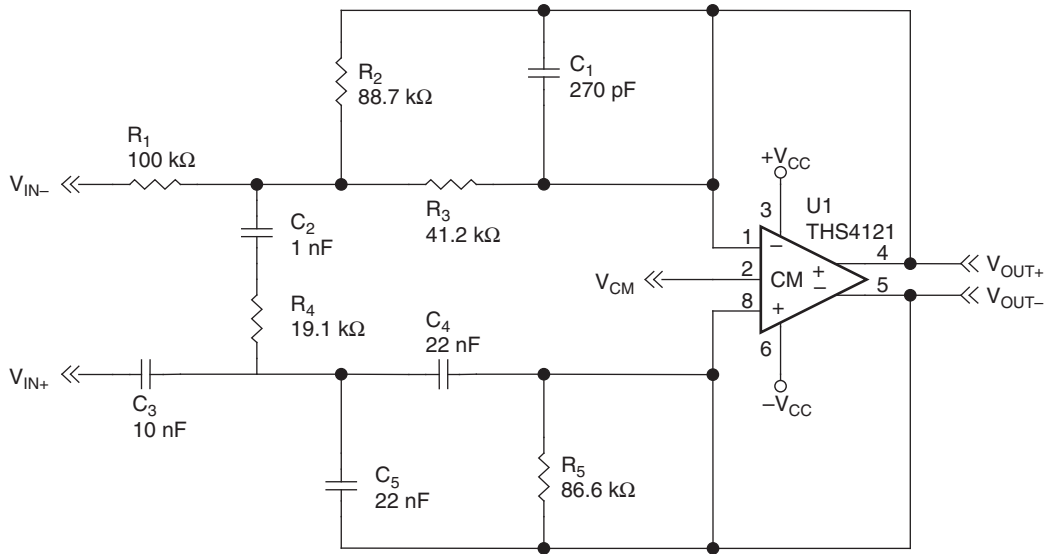 R2
88.7 kΩ
C1
270 pF
R1
100 kΩ
VIN–
R3
41.2 kΩ
C2
1 nF
+VCC
3
U1
THS4121
1
–
4
VOUT+
VCM
2
CM
+
–
5
VOUT–
8
+
6
–VCC
R4
19.1 kΩ
C4
22 nF
VIN+
C3
10 nF
C5
22 nF
R5
86.6 kΩ